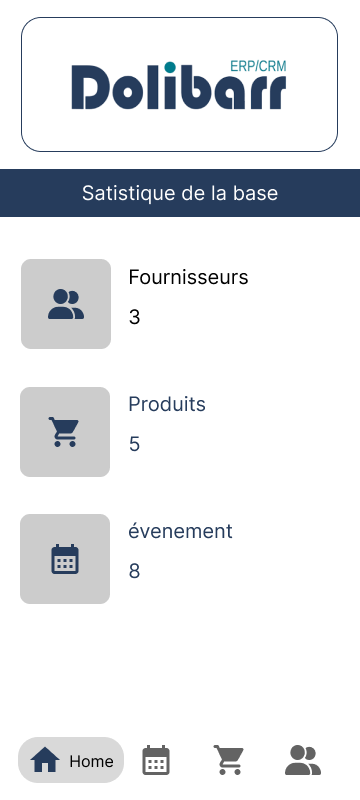 ERP/CRM
Dolibarr
Satistique de la base
Fournisseurs
3
Produits
5
évenement
8
Home